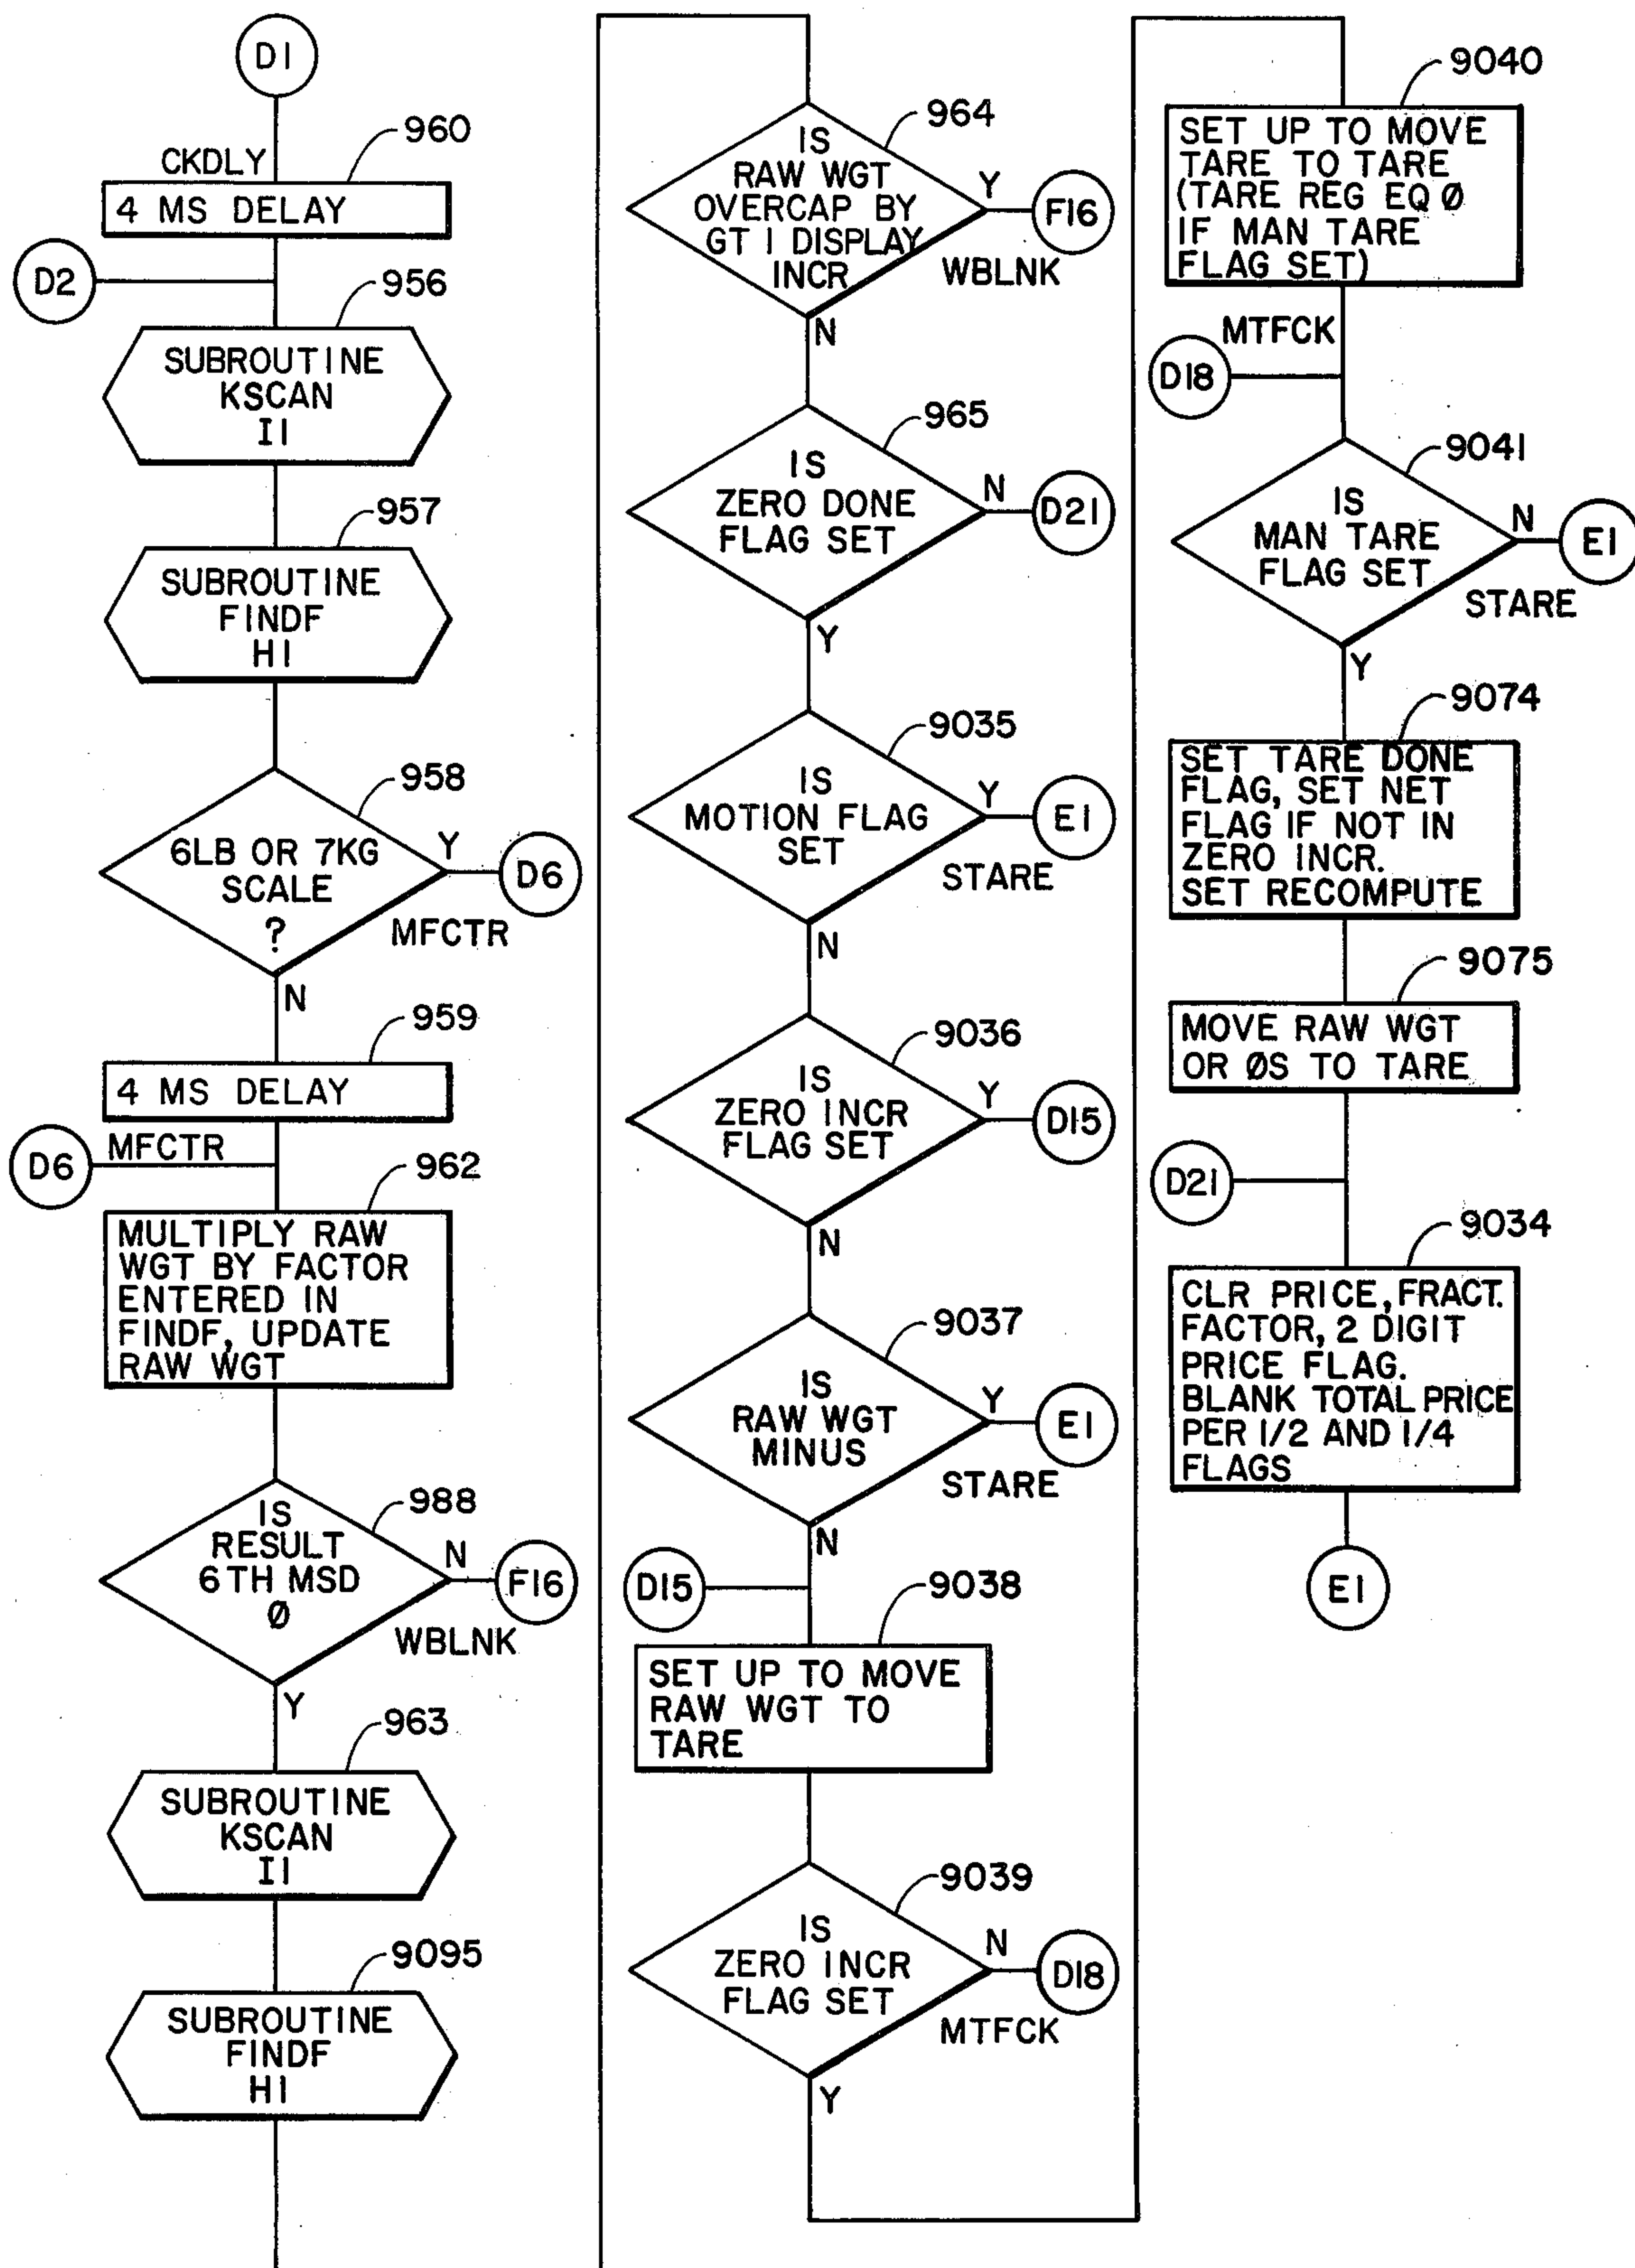 D1
960
CKDLY
4 MS DELAY
D2
956
SUBROUTINE
KSCAN
I1
957
SUBROUTINE
FINDF
H1
958
6LB OR 7KG
SCALE
?
Y
D6
MFCTR
N
959
4 MS DELAY
D6
MFCTR
962
MULTIPLY RAW
WGT BY FACTOR
ENTERED IN
FINDF, UPDATE
RAW WGT
988
IS
RESULT
6TH MSD
Ø
N
F16
WBLNK
Y
963
SUBROUTINE
KSCAN
I1
9095
SUBROUTINE
FINDF
H1
964
IS
RAW WGT
OVERCAP BY
GT 1 DISPLAY
INCR
Y
F16
WBLNK
N
965
IS
ZERO DONE
FLAG SET
N
D21
Y
9035
IS
MOTION FLAG
SET
Y
E1
STARE
N
9036
IS
ZERO INCR
FLAG SET
Y
D15
N
9037
IS
RAW WGT
MINUS
Y
E1
STARE
N
D15
9038
SET UP TO MOVE
RAW WGT TO
TARE
9039
IS
ZERO INCR
FLAG SET
N
D18
MTFCK
Y
9040
SET UP TO MOVE
TARE TO TARE
(TARE REG EQ Ø
IF MAN TARE
FLAG SET)
MTFCK
D18
9041
IS
MAN TARE
FLAG SET
N
E1
STARE
Y
9074
SET TARE DONE
FLAG, SET NET
FLAG IF NOT IN
ZERO INCR.
SET RECOMPUTE
9075
MOVE RAW WGT
OR ØS TO TARE
D21
9034
CLR PRICE, FRACT.
FACTOR, 2 DIGIT
PRICE FLAG.
BLANK TOTAL PRICE
PER 1/2 AND 1/4
FLAGS
E1